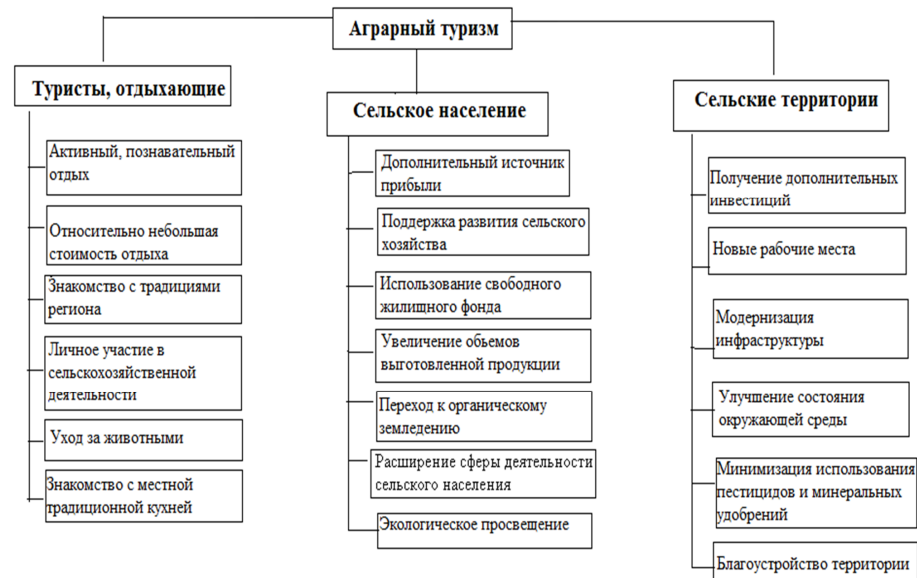 Аграрный туризм
Туристы, отдыхающие
Активный, познавательный
отдых
Относительно небольшая
стоимость отдыха
Знакомство с традициями
региона
Личное участие в
сельскохозяйственной
деятельности
Уход за животными
Знакомство с местной
традиционной кухней
Сельское население
Дополнительный источник
прибыли
Поддержка развития сельского
хозяйства
Использование свободного
жилищного фонда
Увеличение обьемов
выготовленной продукции
Переход к органическому
земледению
Расширение сферы деятельности
сельского населения
Экологическое просвещение
Сельские территории
Получение дополнительных
инвестиций
Новые рабочие места
Модернизация
инфраструктуры
Улучшение состояния
окружающей среды
Минимизация использования
пестицидов и минеральных
удобрений
Благоустройство территории